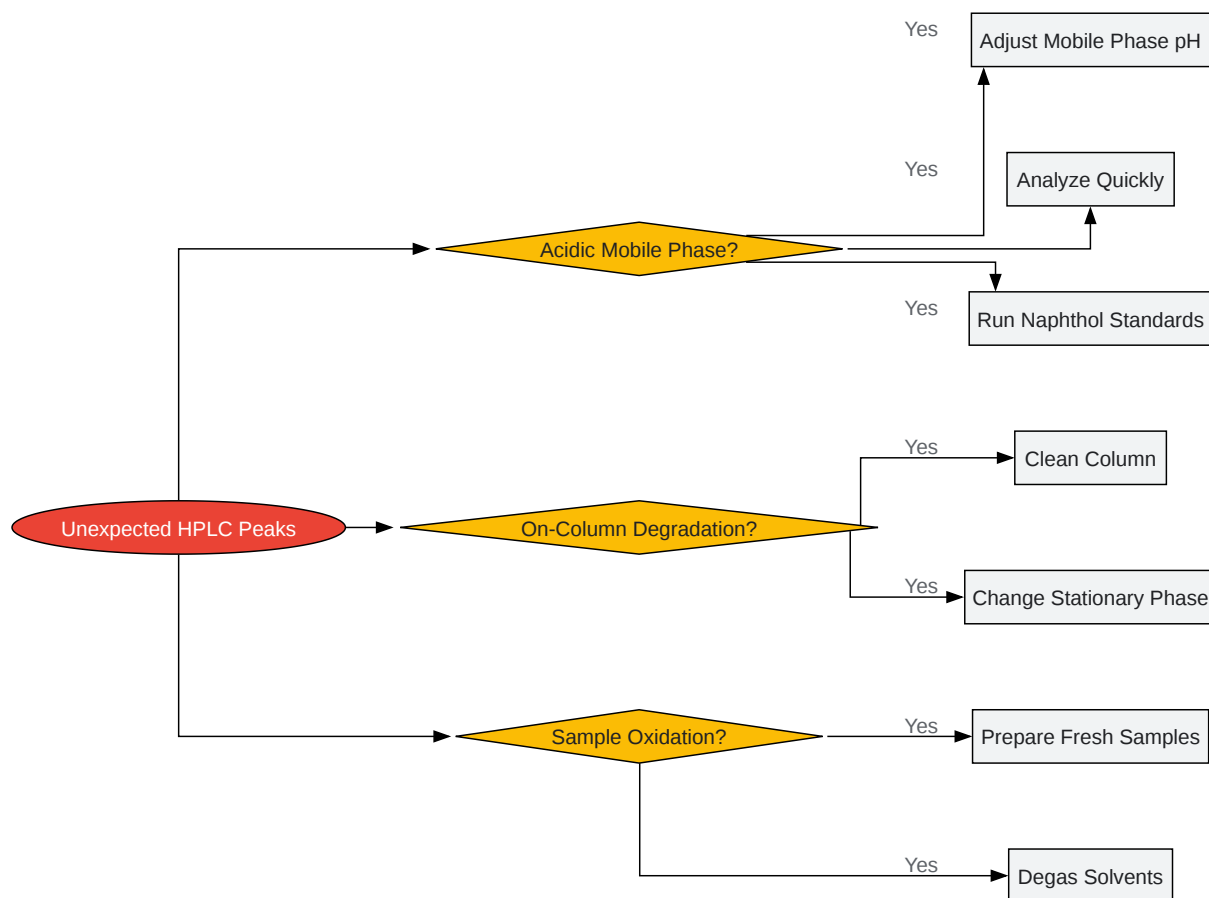 Yes
Adjust Mobile Phase pH
Yes
Analyze Quickly
Acidic Mobile Phase?
Yes
Run Naphthol Standards
Yes
Clean Column
Unexpected HPLC Peaks
On-Column Degradation?
Yes
Change Stationary Phase
Sample Oxidation?
Yes
Prepare Fresh Samples
Yes
Degas Solvents